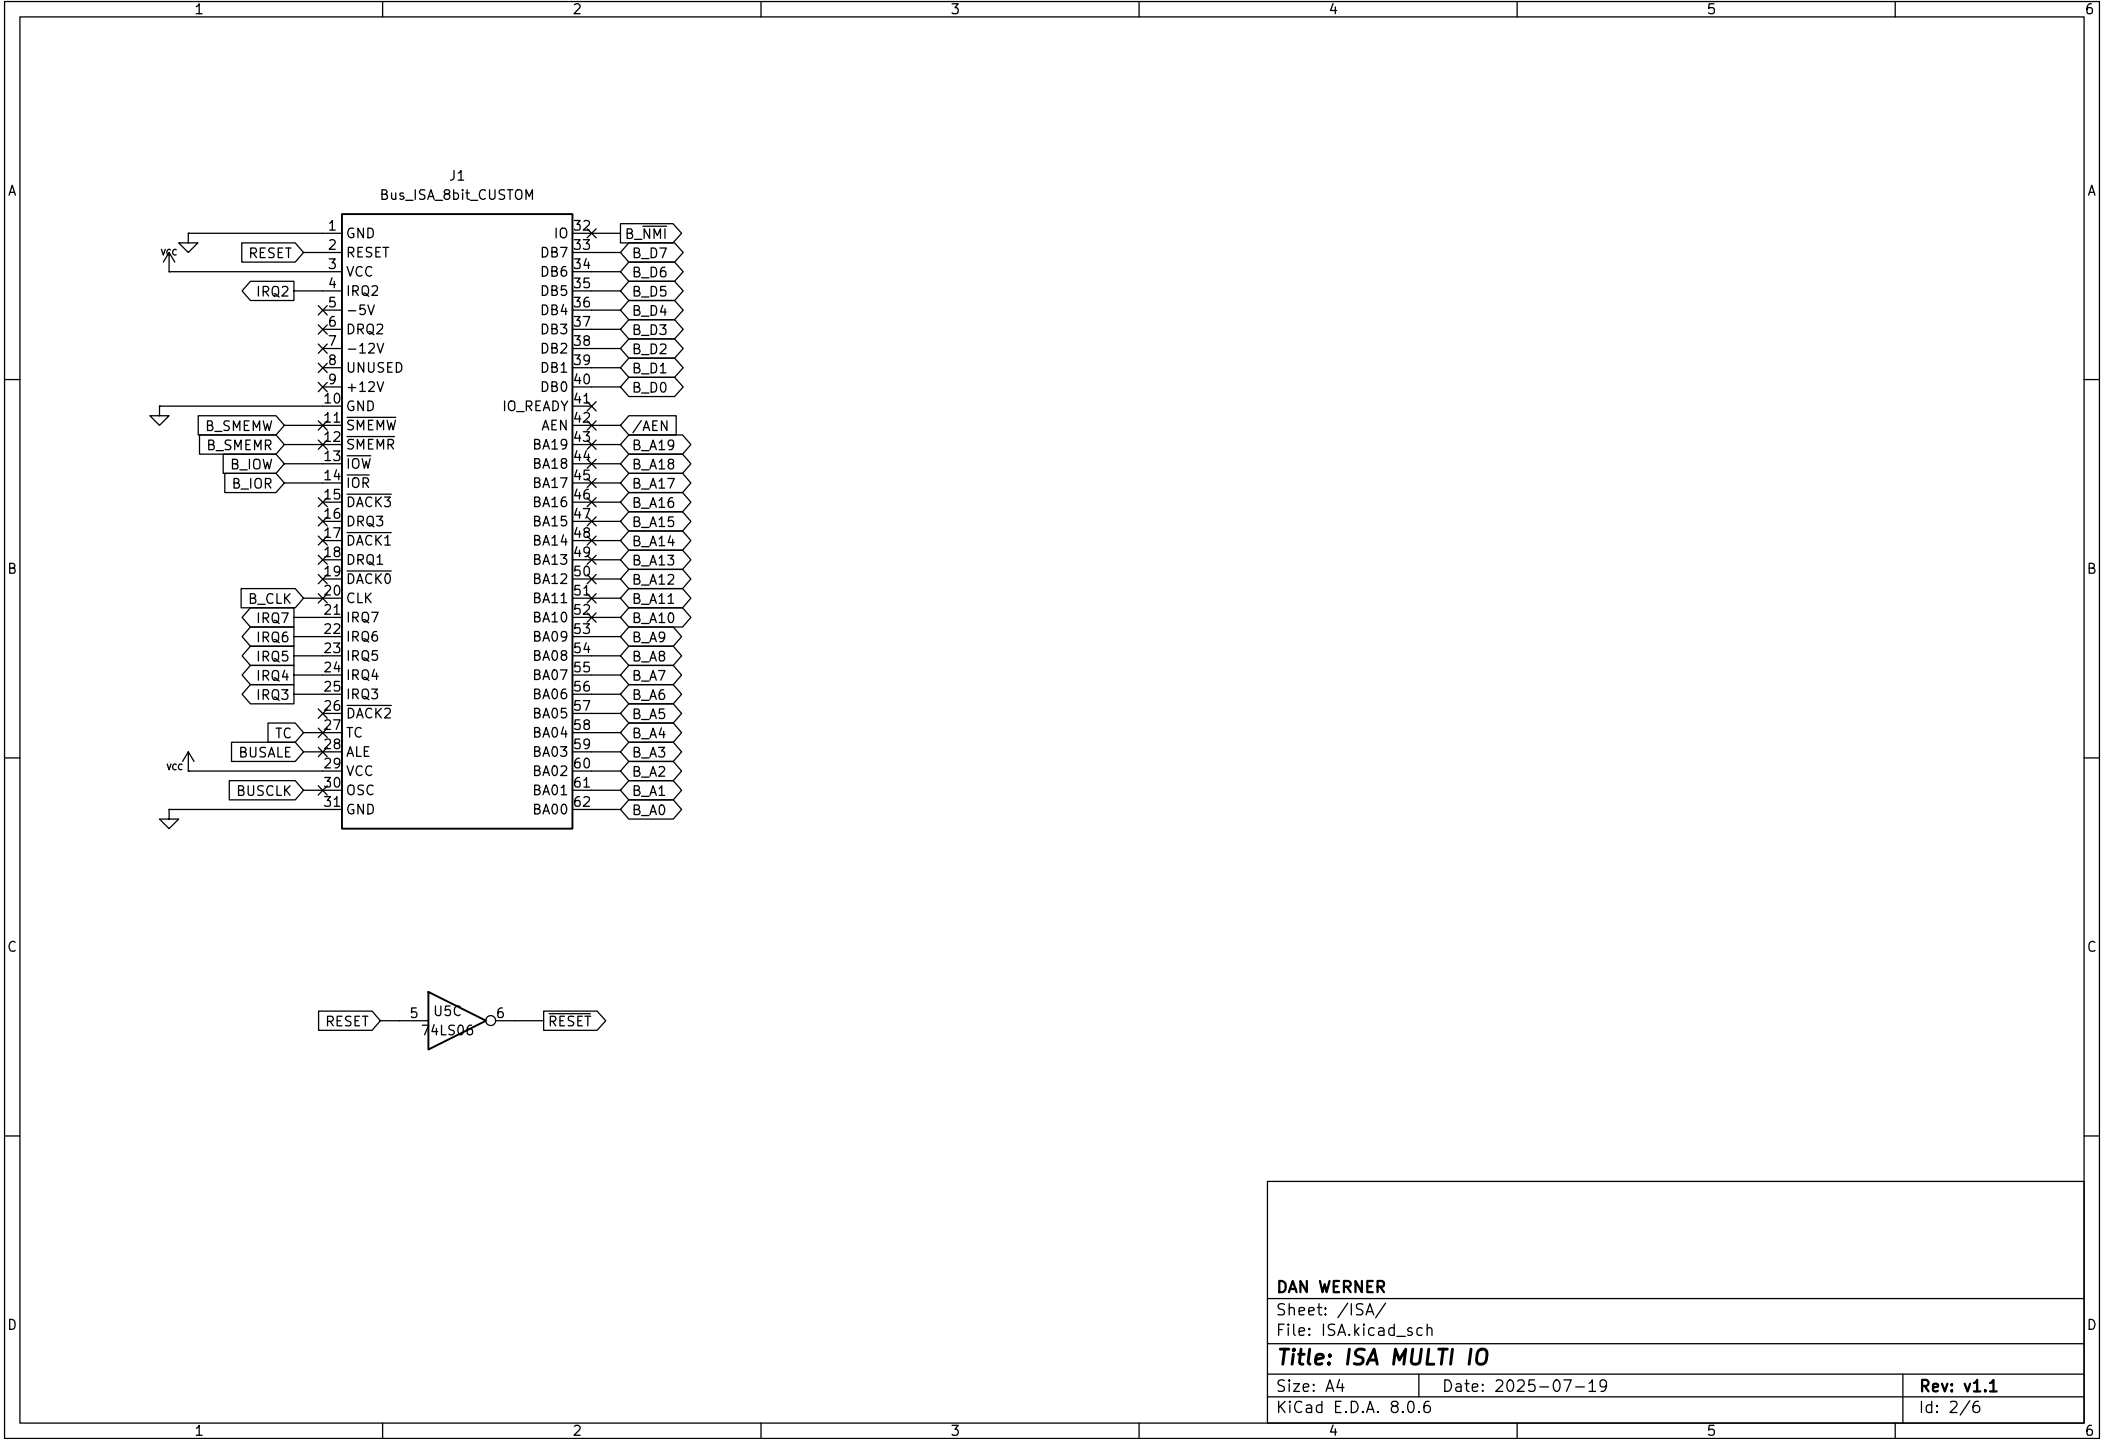 1 2 3 4 5 6
A A
J1
Bus_ISA_8bit_CUSTOM
1 GND IO 32 B_NMI
RESET 2 RESET DB7 33 B_D7
VCC 3 VCC DB6 34 B_D6
IRQ2 4 IRQ2 DB5 35 B_D5
5 -5V DB4 36 B_D4
6 DRQ2 DB3 37 B_D3
7 -12V DB2 38 B_D2
8 UNUSED DB1 39 B_D1
9 +12V DB0 40 B_D0
10 GND IO_READY 41
B_SMEMW 11 SMEMW AEN 42 /AEN
B_SMEMR 12 SMEMR BA19 43 B_A19
B_IOW 13 IOW BA18 44 B_A18
B_IOR 14 IOR BA17 45 B_A17
15 DACK3 BA16 46 B_A16
16 DRQ3 BA15 47 B_A15
17 DACK1 BA14 48 B_A14
18 DRQ1 BA13 49 B_A13
B B
19 DACK0 BA12 50 B_A12
B_CLK 20 CLK BA11 51 B_A11
IRQ7 21 IRQ7 BA10 52 B_A10
IRQ6 22 IRQ6 BA09 53 B_A9
IRQ5 23 IRQ5 BA08 54 B_A8
IRQ4 24 IRQ4 BA07 55 B_A7
IRQ3 25 IRQ3 BA06 56 B_A6
26 DACK2 BA05 57 B_A5
TC 27 TC BA04 58 B_A4
BUSALE 28 ALE BA03 59 B_A3
VCC 29 VCC BA02 60 B_A2
BUSCLK 30 OSC BA01 61 B_A1
31 GND BA00 62 B_A0
C C
RESET 5 U5C 6 RESET
74LS06
DAN WERNER
Sheet: /ISA/
File: ISA.kicad_sch
D D
Title: ISA MULTI IO
Size: A4 Date: 2025-07-19 Rev: v1.1
KiCad E.D.A. 8.0.6 Id: 2/6
1 2 3 4 5 6